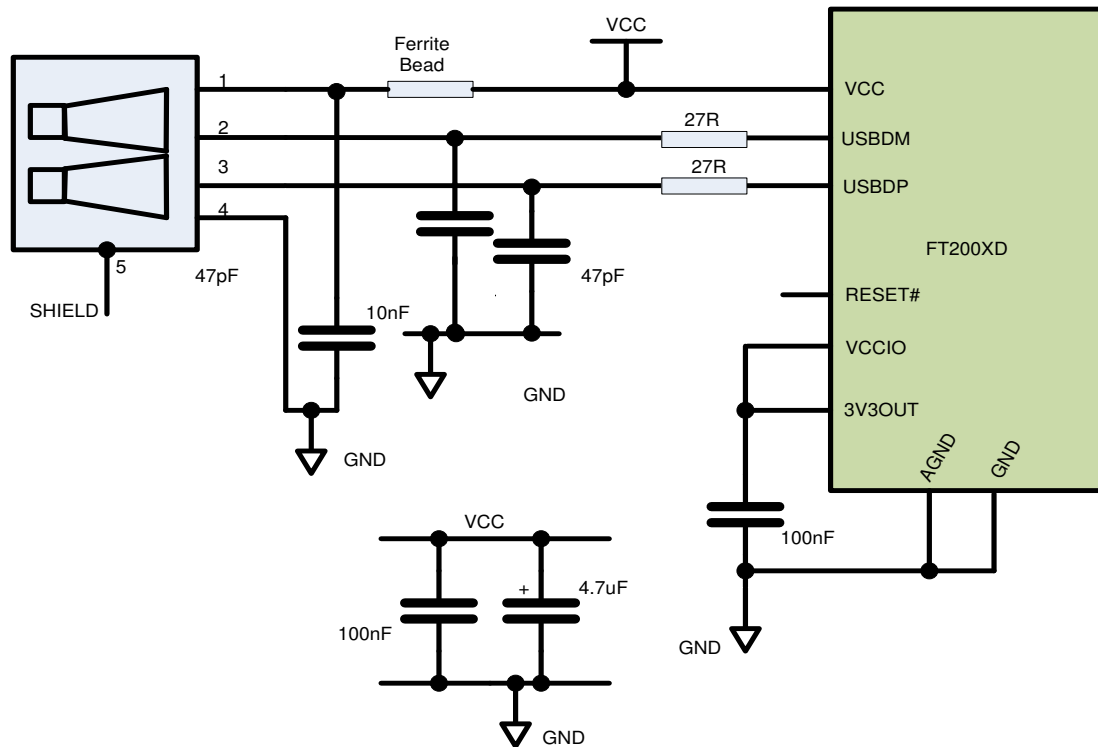 VCC
Ferrite
Bead
1
VCC
27R
2
USBDM
27R
3
USBDP
4
FT200XD
5
47pF
47pF
SHIELD
RESET#
10nF
VCCIO
GND
3V3OUT
GND
AGND
GND
VCC
100nF
+
4.7uF
100nF
GND
GND